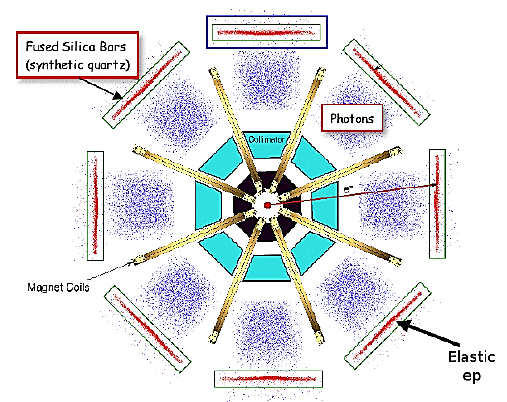 Fused Silica Bars
(synthetic quartz)
Photons
Collimator
Magnet Coils
Elastic
ep